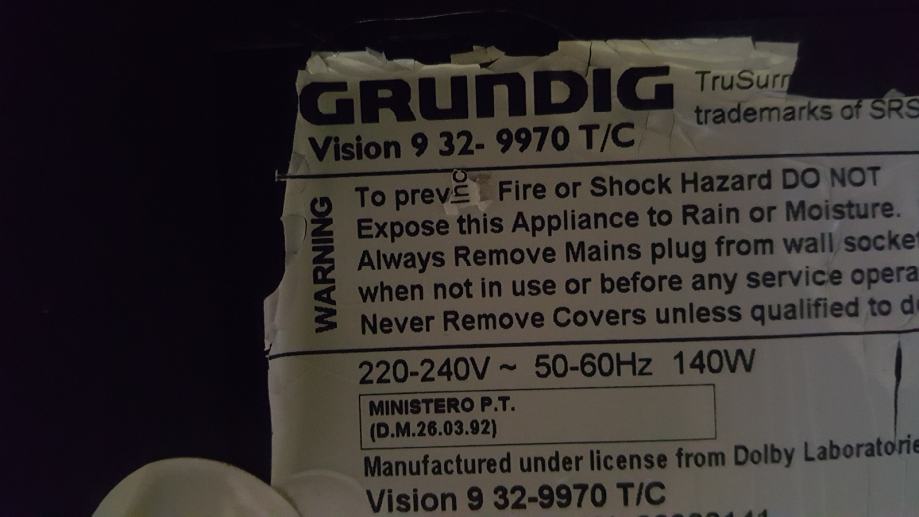 GRUNDIG
TruSurr
trademarks of SRS
Vision 9 32- 9970 T/C
WARNING
To prev Fire or Shock Hazard DO NOT
inc
Expose this Appliance to Rain or Moisture.
Always Remove Mains plug from wall socke
when not in use or before any service opera
Never Remove Covers unless qualified to d
220-240V ~ 50-60Hz 140W
MINISTERO P.T.
(D.M.26.03.92)
Manufactured under license from Dolby Laboratorie
Vision 9 32-9970 T/C